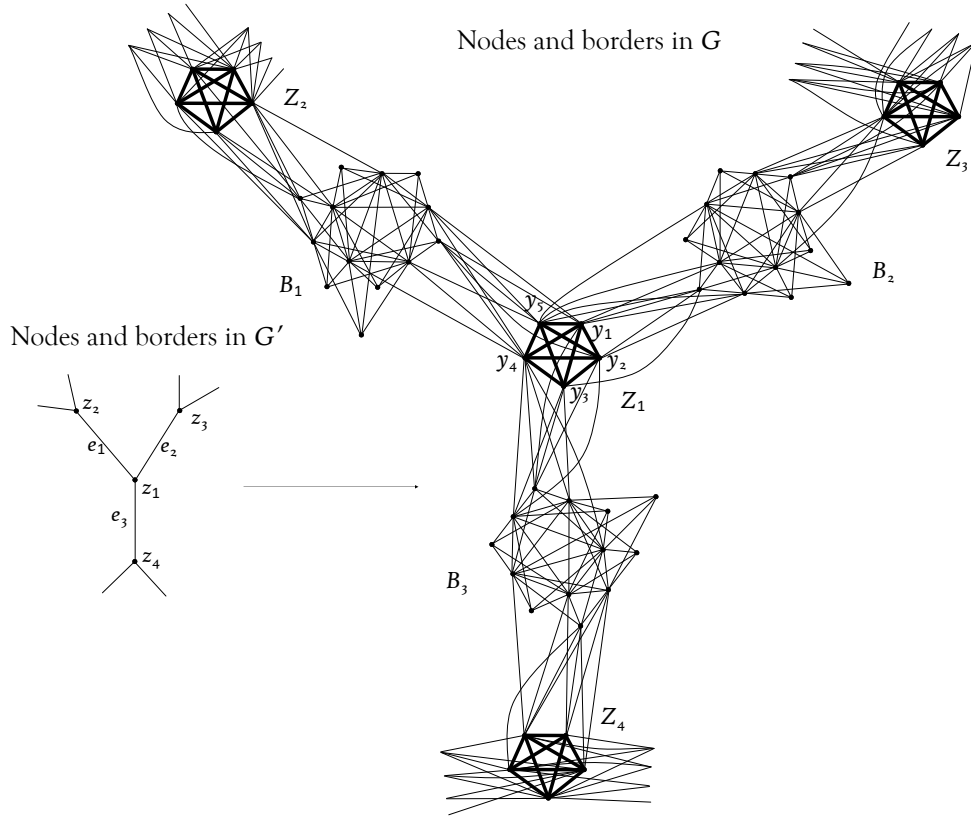 Nodes and borders in G
Z₂
Z₃
B₁
B₂
y₅
y₁
Nodes and borders in G′
y₄
y₂
y₃
Z₁
z₂
z₃
e₁
e₂
z₁
e₃
z₄
B₃
Z₄